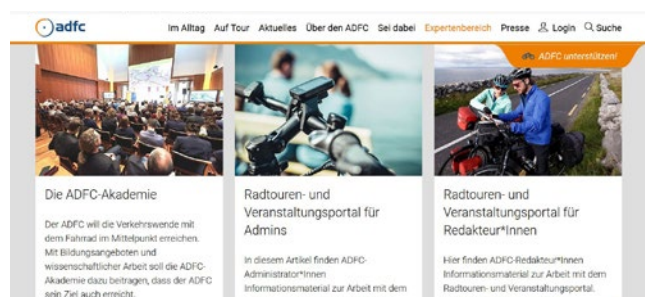 adfc
Im Alltag Auf Tour Aktuelles Über den ADFC Sei dabei Expertenbereich Presse Login Suche
ADFC unterstützen!
Die ADFC-Akademie
Der ADFC will die Verkehrswende mit
dem Fahrrad im Mittelpunkt erreichen.
Mit Bildungsangeboten und
wissenschaftlicher Arbeit soll die ADFC-
Akademie dazu beitragen, dass der ADFC
sein Ziel auch erreicht.
Radtouren- und
Veranstaltungsportal für
Admins
In diesem Artikel finden ADFC-
Administrator*Innen
Informationsmaterial zur Arbeit mit dem
Radtouren- und
Veranstaltungsportal für
Redakteur*Innen
Hier finden ADFC-Redakteur*Innen
Informationsmaterial zur Arbeit mit dem
Radtouren- und Veranstaltungsportal.